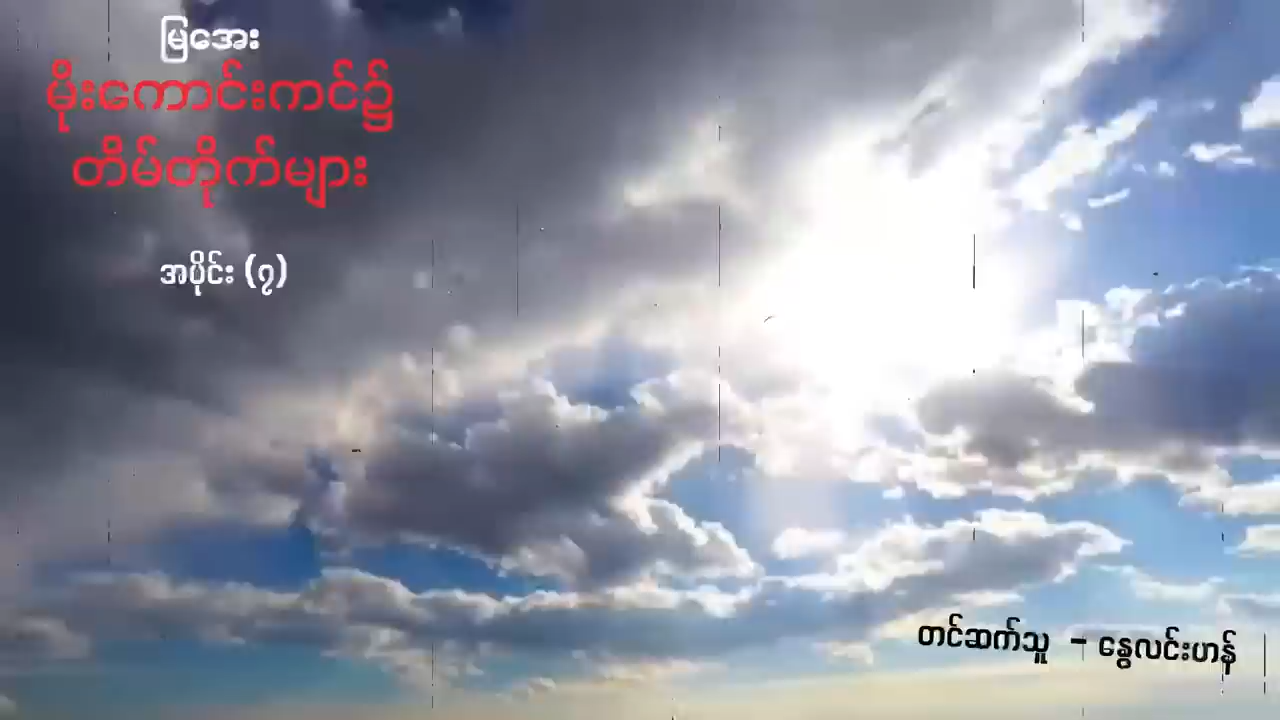 မြအေး
မိုးကောင်းကင်၌
တိမ်တိုက်များ
အပိုင်း (၇)
တင်ဆက်သူ - နွေလင်းဟန်